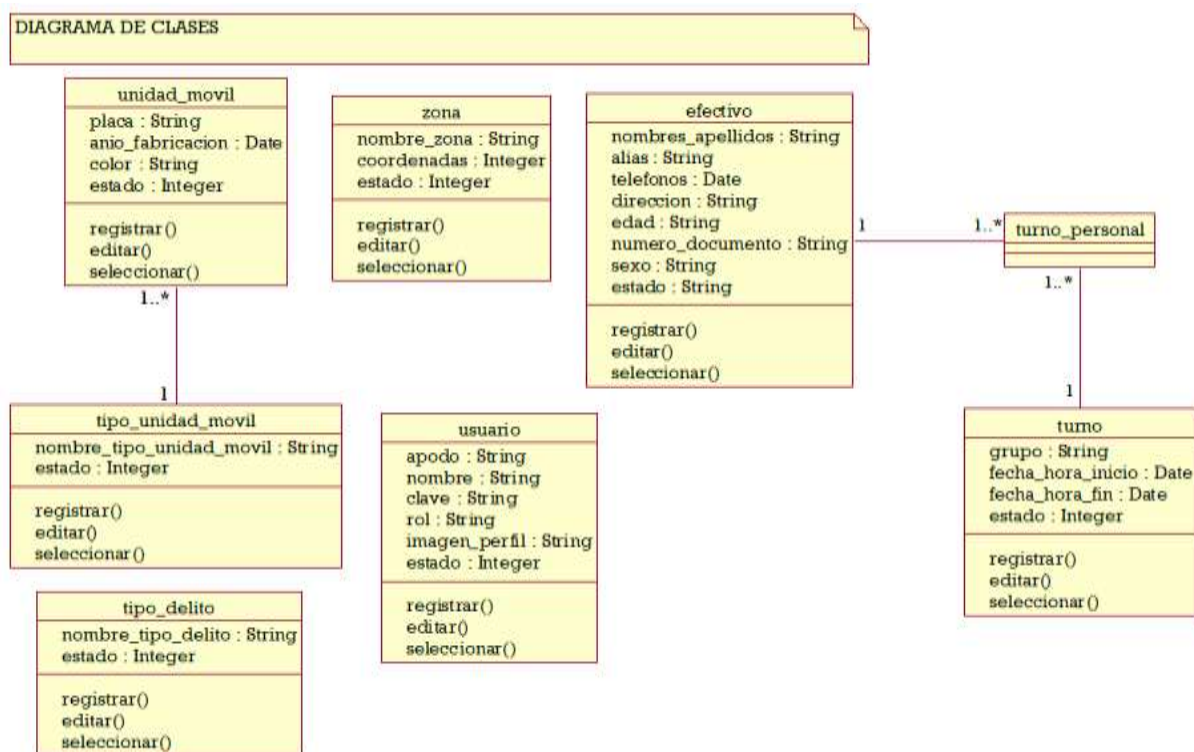 DIAGRAMA DE CLASES
unidad_movil
placa : String
anio_fabricacion : Date
color : String
estado : Integer
registrar()
editar()
seleccionar()
1..*
1
tipo_unidad_movil
nombre_tipo_unidad_movil : String
estado : Integer
registrar()
editar()
seleccionar()
tipo_delito
nombre_tipo_delito : String
estado : Integer
registrar()
editar()
seleccionar()
zona
nombre_zona : String
coordenadas : Integer
estado : Integer
registrar()
editar()
seleccionar()
usuario
apodo : String
nombre : String
clave : String
rol : String
imagen_perfil : String
estado : Integer
registrar()
editar()
seleccionar()
efectivo
nombres_apellidos : String
alias : String
telefonos : Date
direccion : String
edad : String
numero_documento : String
sexo : String
estado : String
registrar()
editar()
seleccionar()
1
1..*
turno_personal
1..*
1
turno
grupo : String
fecha_hora_inicio : Date
fecha_hora_fin : Date
estado : Integer
registrar()
editar()
seleccionar()